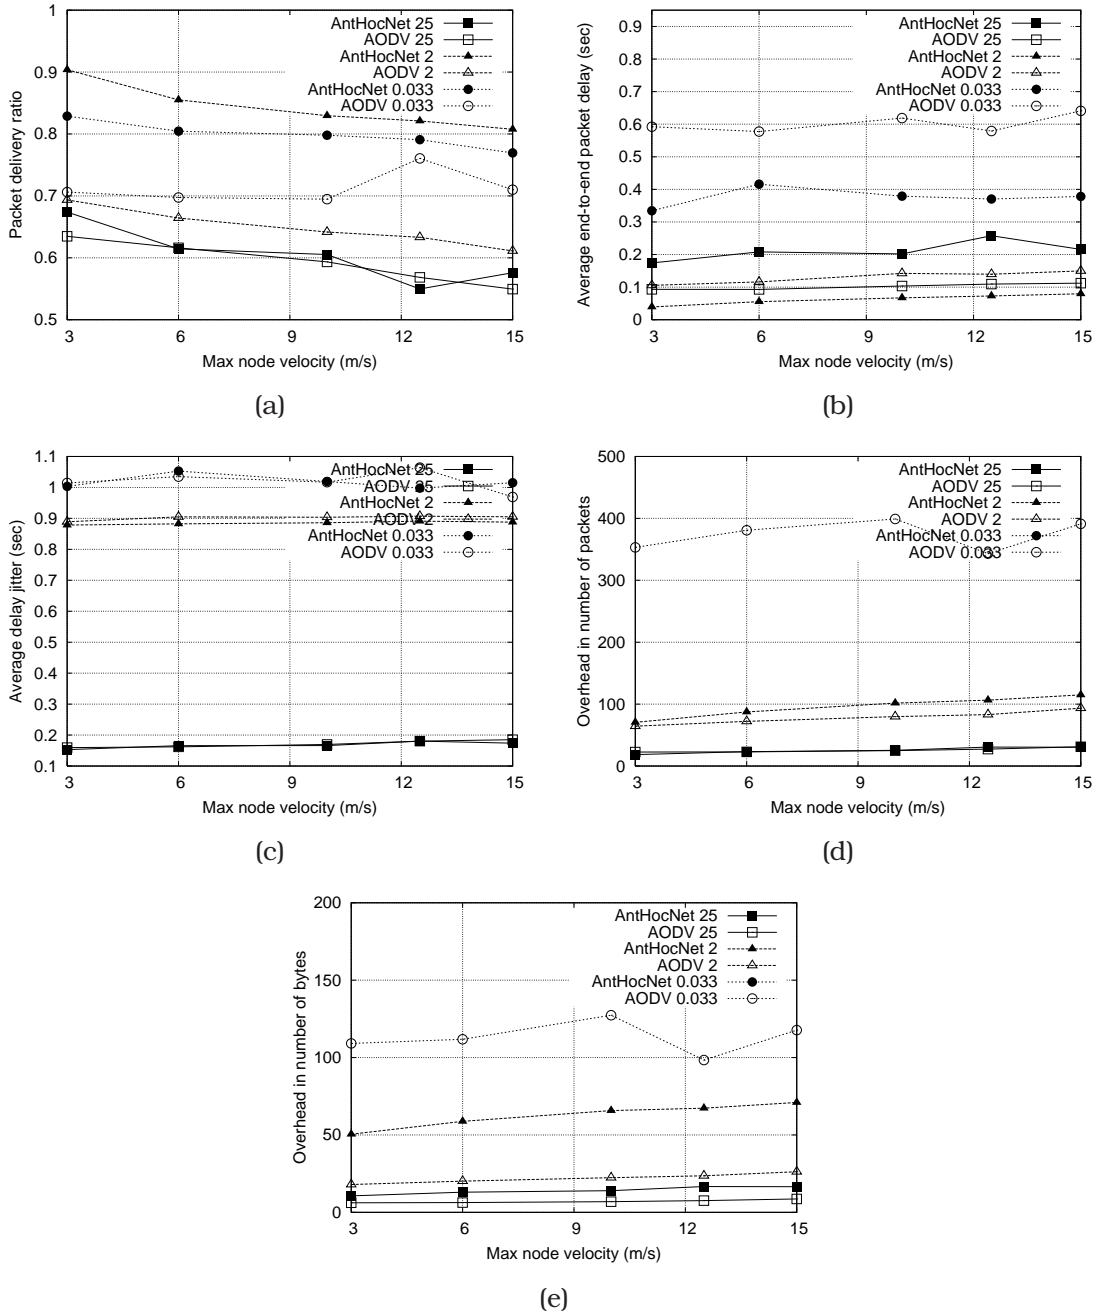 1
0.9
0.8
0.7
0.6
0.5
3 6 9 12 15
Packet delivery ratio
Max node velocity (m/s)
AntHocNet 25
AODV 25
AntHocNet 2
AODV 2
AntHocNet 0.033
AODV 0.033
(a)
0.9
0.8
0.7
0.6
0.5
0.4
0.3
0.2
0.1
0
3 6 9 12 15
Average end-to-end packet delay (sec)
Max node velocity (m/s)
AntHocNet 25
AODV 25
AntHocNet 2
AODV 2
AntHocNet 0.033
AODV 0.033
(b)
1.1
1
0.9
0.8
0.7
0.6
0.5
0.4
0.3
0.2
0.1
3 6 9 12 15
Average delay jitter (sec)
Max node velocity (m/s)
AntHocNet 25
AODV 25
AntHocNet 2
AODV 2
AntHocNet 0.033
AODV 0.033
(c)
500
400
300
200
100
0
3 6 9 12 15
Overhead in number of packets
Max node velocity (m/s)
AntHocNet 25
AODV 25
AntHocNet 2
AODV 2
AntHocNet 0.033
AODV 0.033
(d)
200
150
100
50
0
3 6 9 12 15
Overhead in number of bytes
Max node velocity (m/s)
AntHocNet 25
AODV 25
AntHocNet 2
AODV 2
AntHocNet 0.033
AODV 0.033
(e)